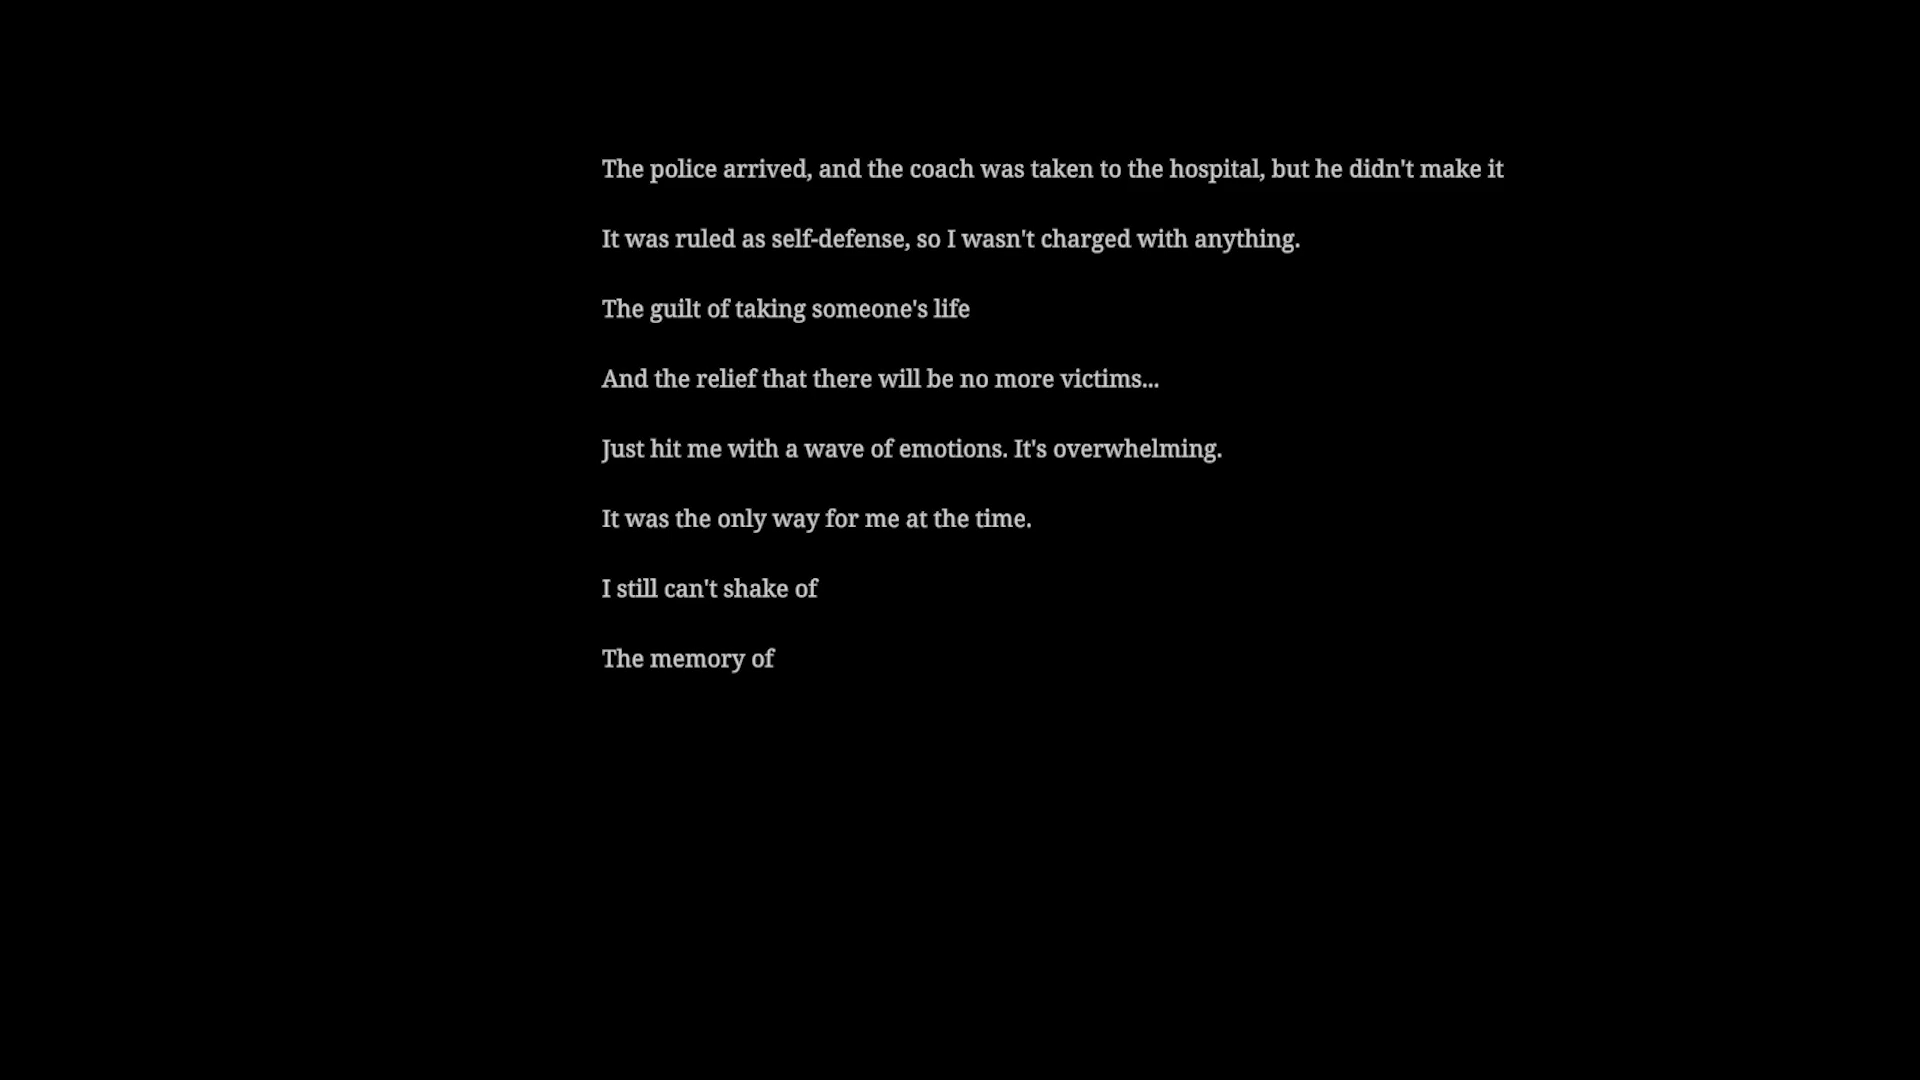 The police arrived, and the coach was taken to the hospital, but he didn't make it
It was ruled as self-defense, so I wasn't charged with anything.
The guilt of taking someone's life
And the relief that there will be no more victims...
Just hit me with a wave of emotions. It's overwhelming.
It was the only way for me at the time.
I still can't shake of
The memory of